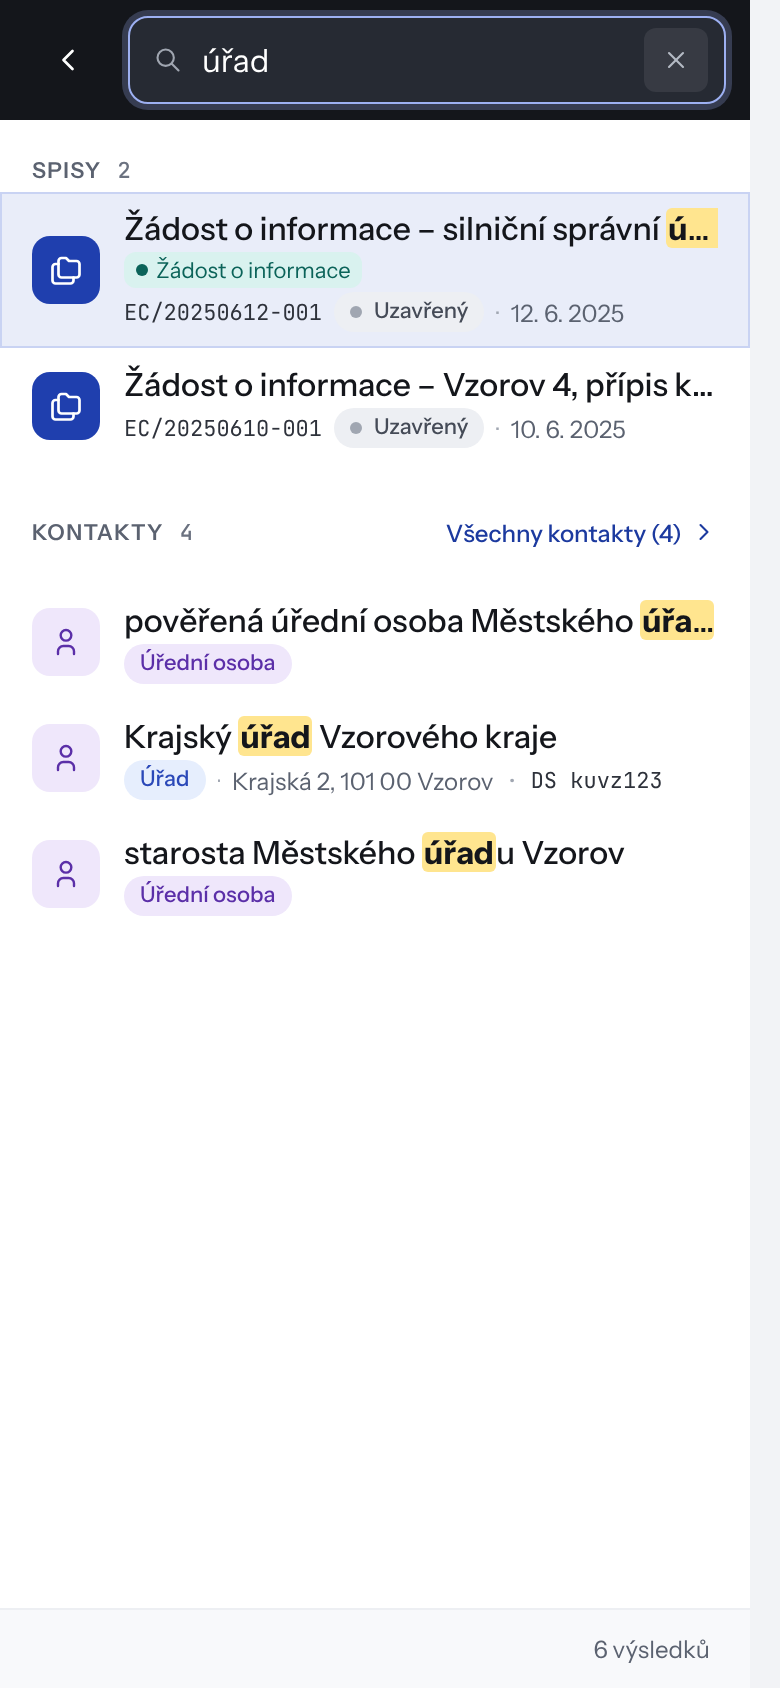 úřad
SPISY 2
Žádost o informace – silniční správní ú...
Žádost o informace
EC/20250612-001 Uzavřený · 12. 6. 2025
Žádost o informace – Vzorov 4, přípis k...
EC/20250610-001 Uzavřený · 10. 6. 2025
KONTAKTY 4 Všechny kontakty (4)
pověřená úřední osoba Městského úřa...
Úřední osoba
Krajský úřad Vzorového kraje
Úřad · Krajská 2, 101 00 Vzorov · DS kuvz123
starosta Městského úřadu Vzorov
Úřední osoba
6 výsledků